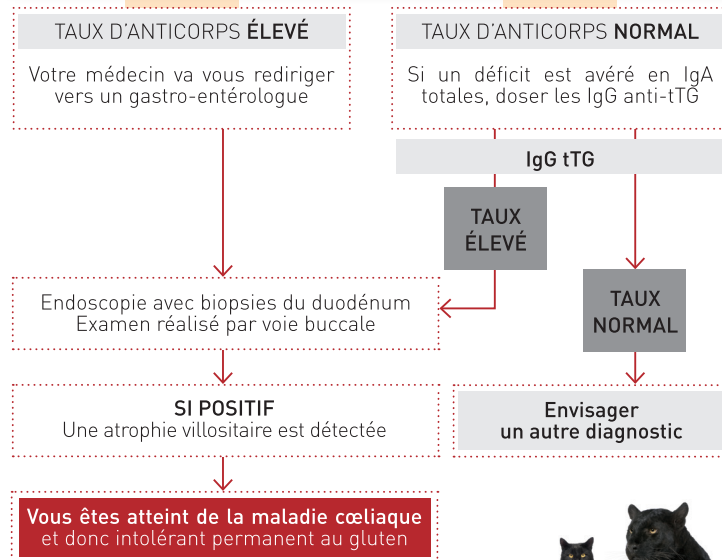 TAUX D'ANTICORPS ÉLEVÉ
Votre médecin va vous rediriger
vers un gastro-entérologue
TAUX D'ANTICORPS NORMAL
Si un déficit est avéré en IgA
totales, doser les IgG anti-tTG
IgG tTG
TAUX
ÉLEVÉ
TAUX
NORMAL
Endoscopie avec biopsies du duodénum
Examen réalisé par voie buccale
SI POSITIF
Une atrophie villositaire est détectée
Envisager
un autre diagnostic
Vous êtes atteint de la maladie cœliaque
et donc intolérant permanent au gluten